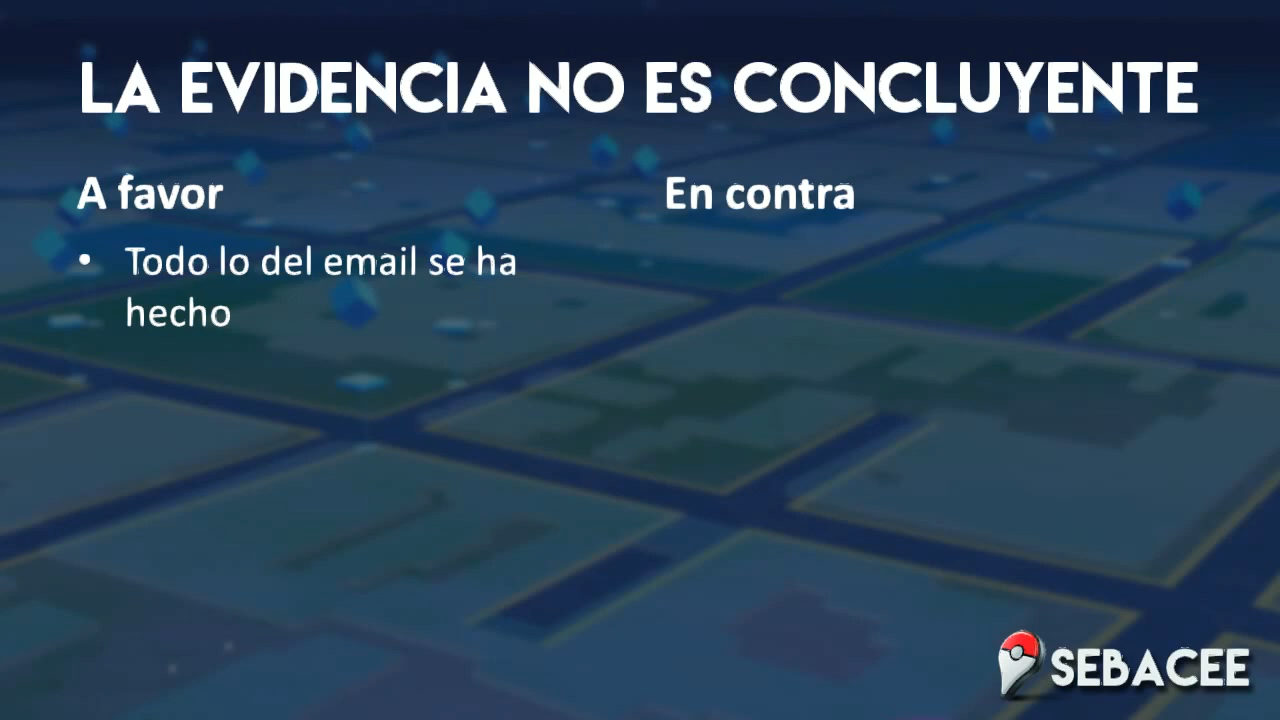 LA EVIDENCIA NO ES CONCLUYENTE
A favor
• Todo lo del email se ha
hecho
En contra
SEBACEE